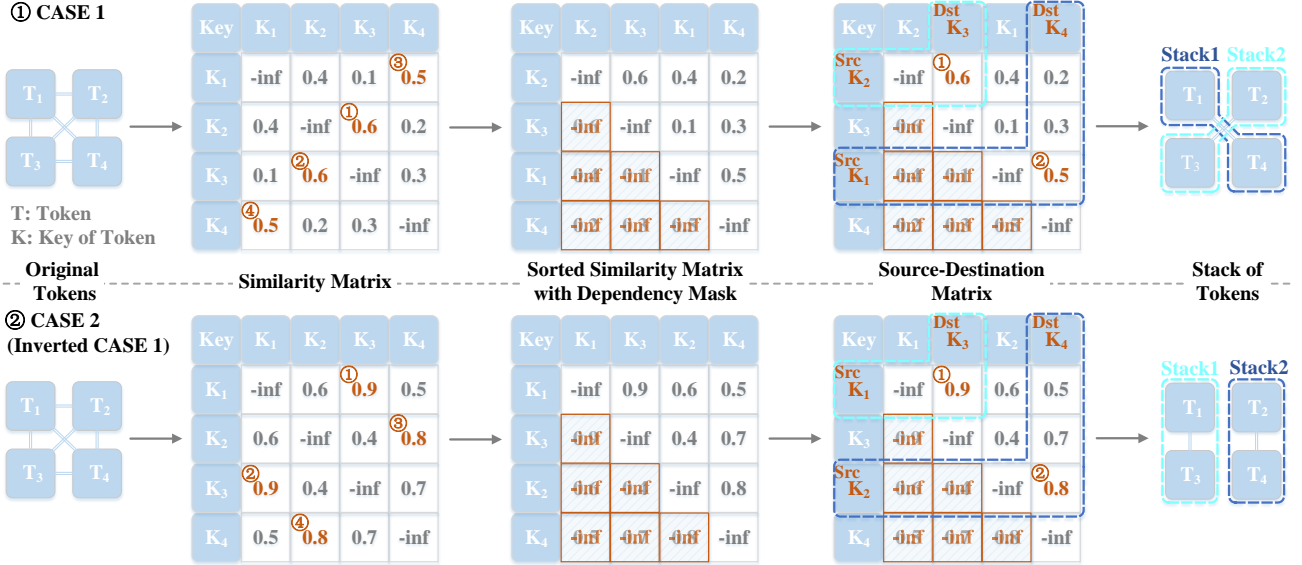 ① CASE 1
T₁ T₂
T₃ T₄
T: Token
K: Key of Token
Original
Tokens
Key K₁ K₂ K₃ K₄
K₁ -inf 0.4 0.1 ③ 0.5
K₂ 0.4 -inf ① 0.6 0.2
K₃ 0.1 ② 0.6 -inf 0.3
K₄ ④ 0.5 0.2 0.3 -inf
Similarity Matrix
Key K₂ K₃ K₁ K₄
K₂ -inf 0.6 0.4 0.2
K₃ -inf -inf 0.1 0.3
K₁ -inf -inf -inf 0.5
K₄ -inf -inf -inf -inf
Sorted Similarity Matrix
with Dependency Mask
Key K₂ Dst K₃ K₁ Dst K₄
Src K₂ -inf ① 0.6 0.4 0.2
K₃ -inf -inf 0.1 0.3
Src K₁ -inf -inf -inf ② 0.5
K₄ -inf -inf -inf -inf
Source-Destination
Matrix
Stack1 Stack2
T₁ T₂
T₃ T₄
Stack of
Tokens
② CASE 2
(Inverted CASE 1)
T₁ T₂
T₃ T₄
Key K₁ K₂ K₃ K₄
K₁ -inf 0.6 ① 0.9 0.5
K₂ 0.6 -inf 0.4 ③ 0.8
K₃ ② 0.9 0.4 -inf 0.7
K₄ 0.5 ④ 0.8 0.7 -inf
Key K₁ K₃ K₂ K₄
K₁ -inf 0.9 0.6 0.5
K₃ -inf -inf 0.4 0.7
K₂ -inf -inf -inf 0.8
K₄ -inf -inf -inf -inf
Key K₁ Dst K₃ K₂ Dst K₄
Src K₁ -inf ① 0.9 0.6 0.5
K₃ -inf -inf 0.4 0.7
Src K₂ -inf -inf -inf ② 0.8
K₄ -inf -inf -inf -inf
Stack1 Stack2
T₁ T₂
T₃ T₄